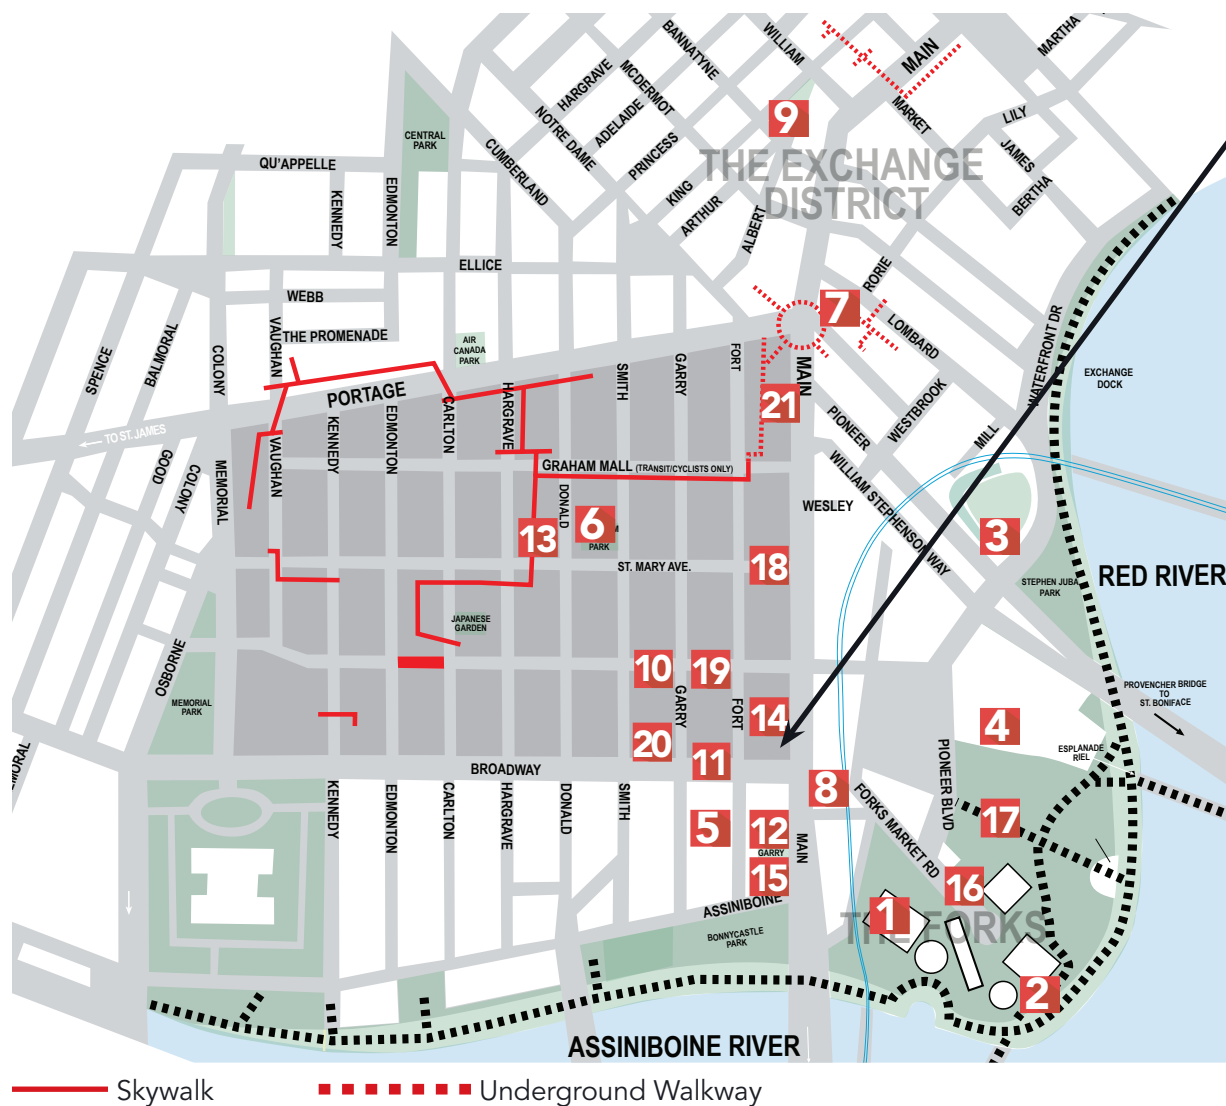 MARTHA
BANNATYNE
WILLIAM
MAIN
HARGRAVE
MCDERMOT
ADELAIDE
NOTRE DAME
PRINCESS
KING
ARTHUR
ALBERT
MARKET
LILY
JAMES
BERTHA
9
THE EXCHANGE
DISTRICT
CENTRAL
PARK
CUMBERLAND
QU'APPELLE
KENNEDY
EDMONTON
ELLICE
WEBB
VAUGHAN
THE PROMENADE
AIR
CANADA
PARK
RORIE
7
LOMBARD
WATERFRONT DR
EXCHANGE
DOCK
SPENCE
BALMORAL
COLONY
PORTAGE
HARGRAVE
SMITH
GARRY
FORT
MAIN
21
PIONEER
WESTBROOK
MILL
TO ST. JAMES
GOOD
COLONY
MEMORIAL
VAUGHAN
KENNEDY
EDMONTON
CARLTON
GRAHAM MALL (TRANSIT/CYCLISTS ONLY)
DONALD
WESLEY
WILLIAM STEPHENSON WAY
13
6
PARK
3
18
ST. MARY AVE.
RED RIVER
STEPHEN JUBA
PARK
JAPANESE
GARDEN
OSBORNE
MEMORIAL
PARK
10
19
GARRY
FORT
14
20
11
4
PROVENCHER BRIDGE
TO
ST. BONIFACE
ESPLANADE
RIEL
BROADWAY
PIONEER BLVD
8
FORKS MARKET RD
KENNEDY
EDMONTON
CARLTON
HARGRAVE
DONALD
SMITH
5
12
GARRY
15
MAIN
17
16
1
THE FORKS
2
ASSINIBOINE
BONNYCASTLE
PARK
ASSINIBOINE RIVER
Skywalk
Underground Walkway